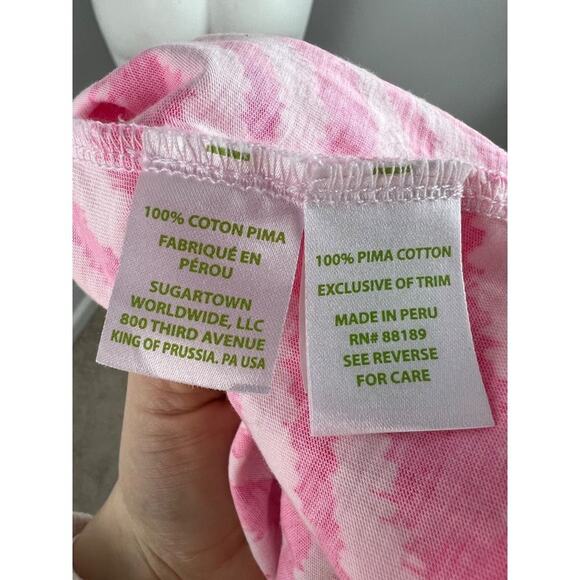 100% COTON PIMA
FABRIQUÉ EN
PÉROU
SUGARTOWN
WORLDWIDE, LLC
800 THIRD AVENUE
KING OF PRUSSIA. PA USA
100% PIMA COTTON
EXCLUSIVE OF TRIM
MADE IN PERU
RN# 88189
SEE REVERSE
FOR CARE